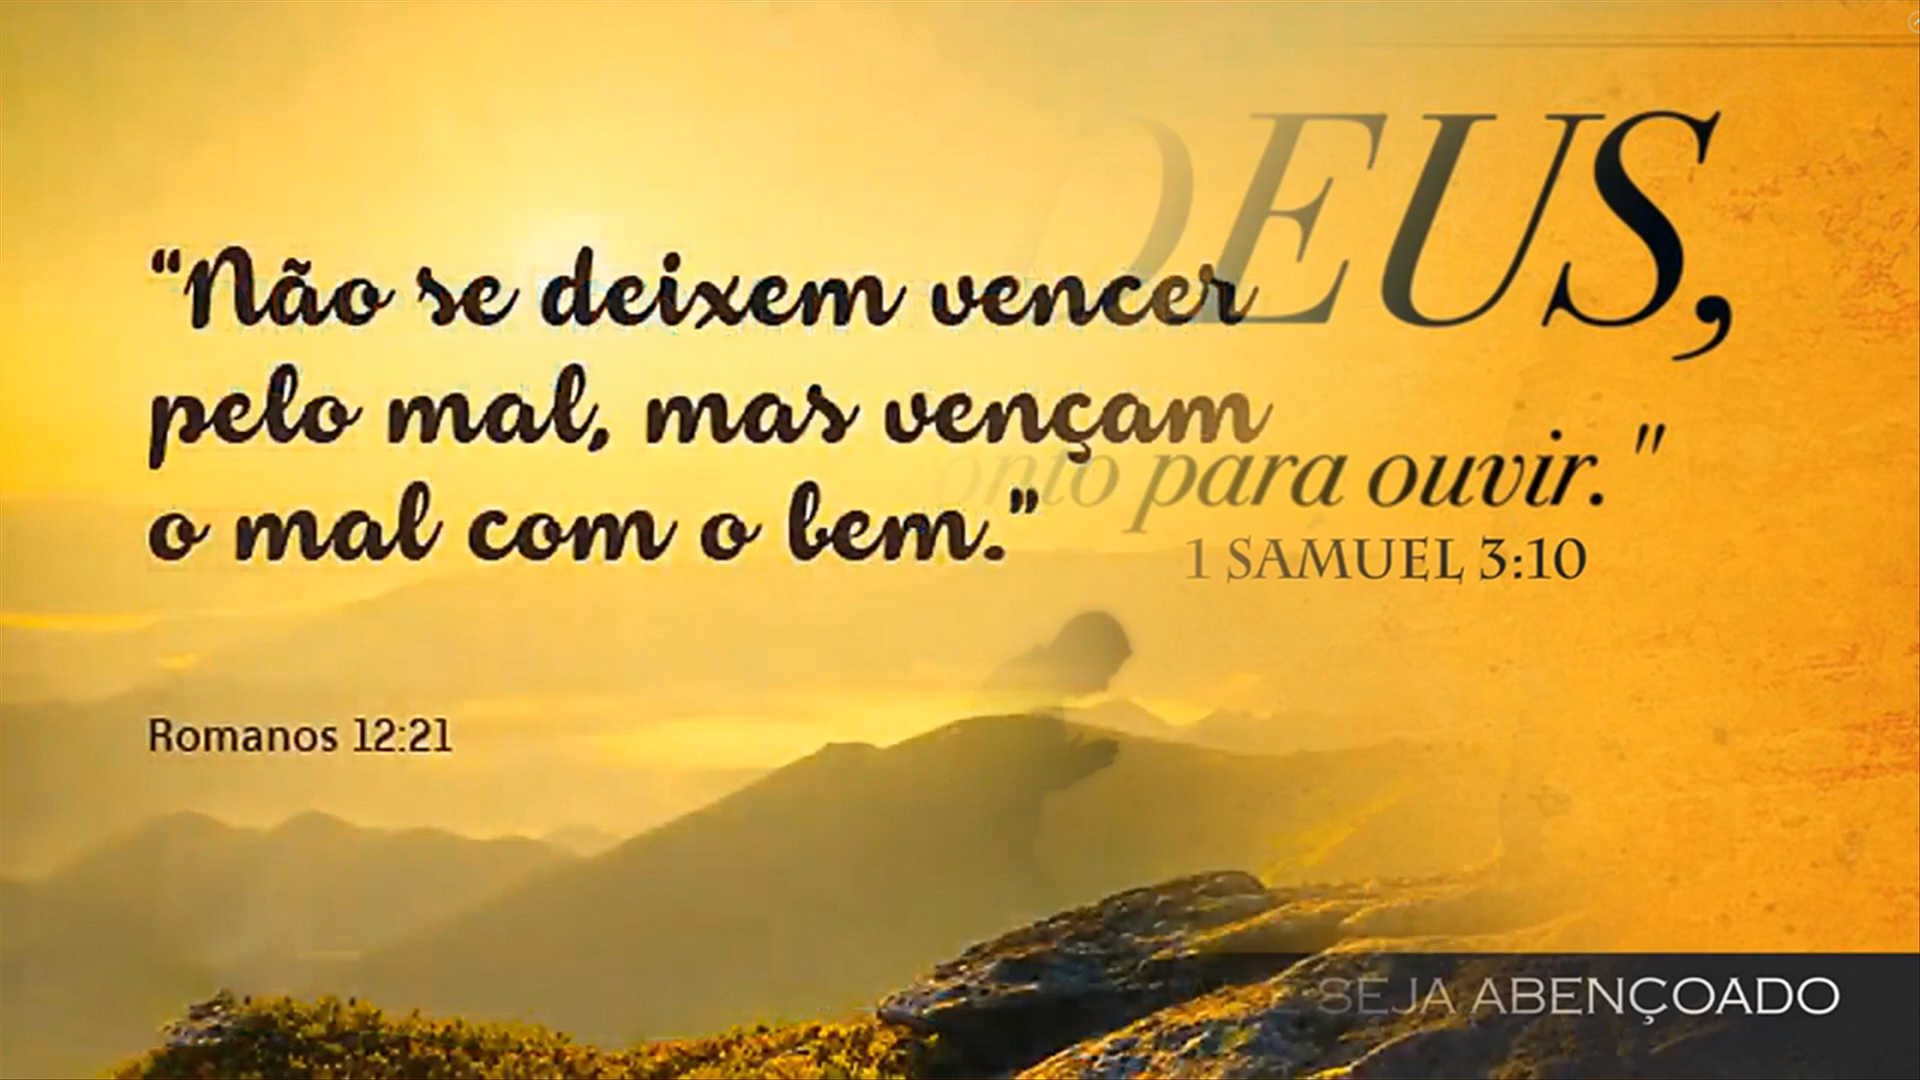 DEUS,
“Não se deixem vencer
pelo mal, mas vençam
o mal com o bem.”
para ouvir."
1 SAMUEL 3:10
Romanos 12:21
SEJA ABENÇOADO